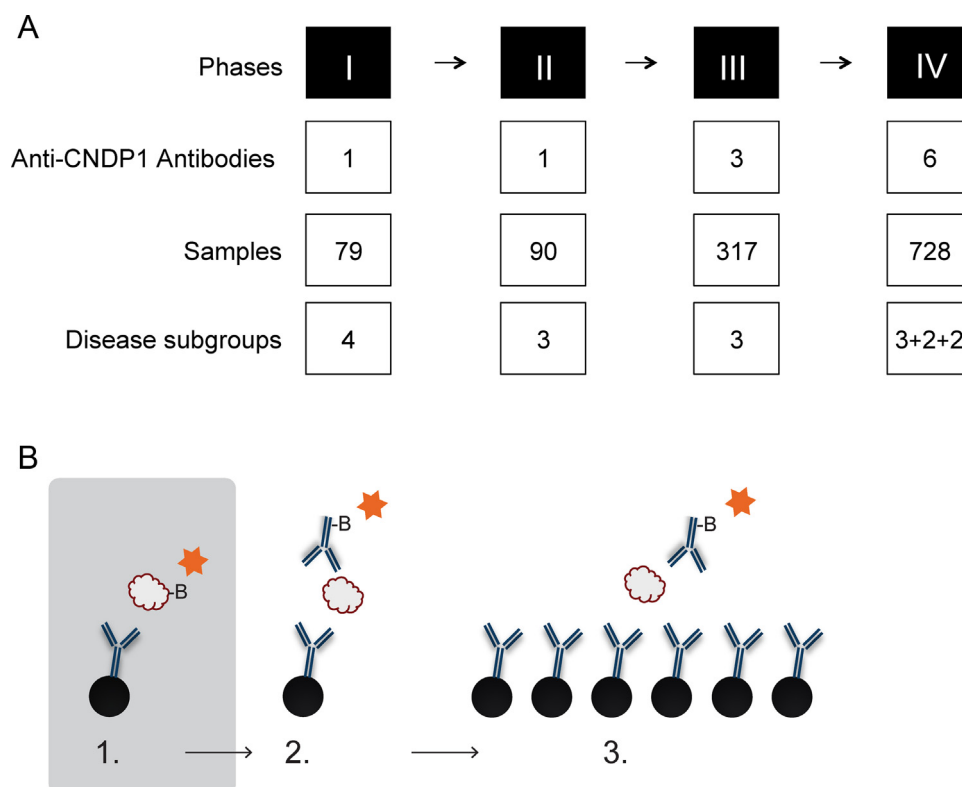 A
Phases I → II → III → IV
Anti-CNDP1 Antibodies 1 1 3 6
Samples 79 90 317 728
Disease subgroups 4 3 3 3+2+2
B
-B
-B
-B
1. → 2. → 3.